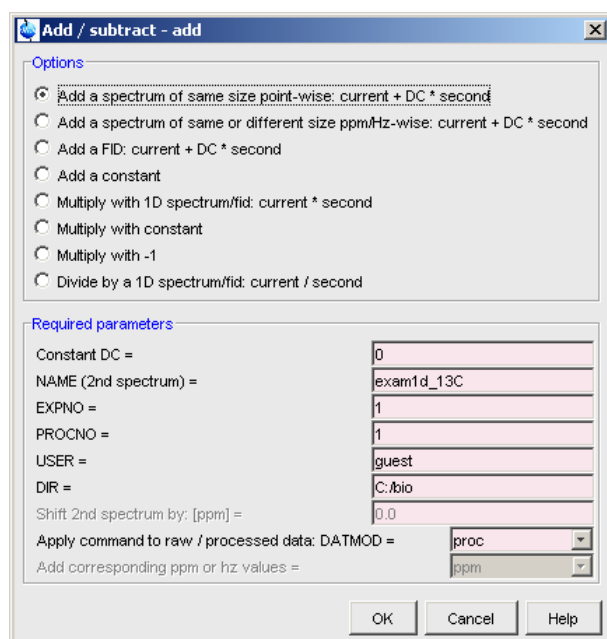 Add / subtract - add
Options
Add a spectrum of same size point-wise: current + DC * second
Add a spectrum of same or different size ppm/Hz-wise: current + DC * second
Add a FID: current + DC * second
Add a constant
Multiply with 1D spectrum/fid: current * second
Multiply with constant
Multiply with -1
Divide by a 1D spectrum/fid: current / second
Required parameters
Constant DC = 0
NAME (2nd spectrum) = exam1d_13C
EXPNO = 1
PROCNO = 1
USER = guest
DIR = C:/bio
Shift 2nd spectrum by: [ppm] = 0.0
Apply command to raw / processed data: DATMOD = proc
Add corresponding ppm or hz values = ppm
OK Cancel Help